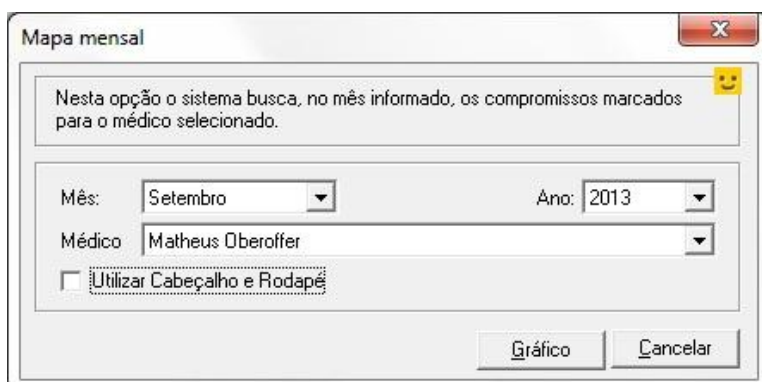 Mapa mensal
Nesta opção o sistema busca, no mês informado, os compromissos marcados
para o médico selecionado.
Mês: Setembro Ano: 2013
Médico Matheus Oberoffer
Utilizar Cabeçalho e Rodapé
Gráfico Cancelar